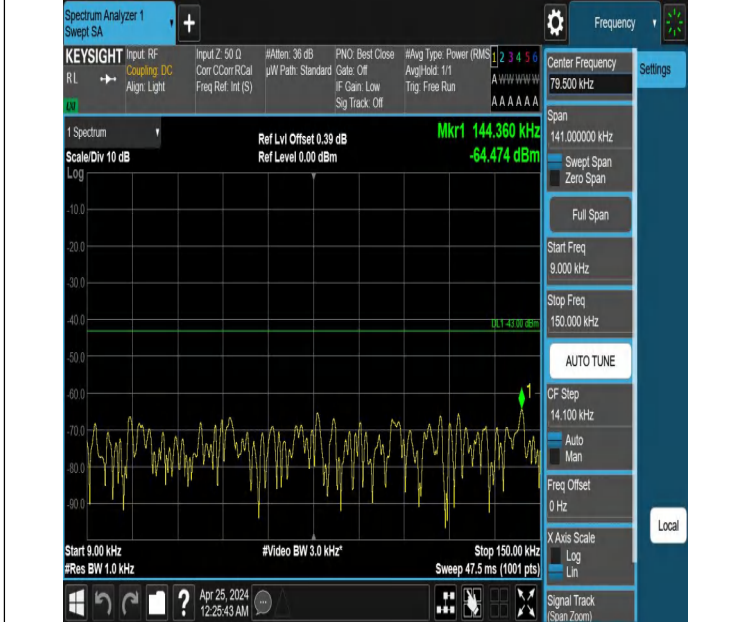 Spectrum Analyzer 1
Swept SA
+
Frequency
KEYSIGHT
RL
Input: RF
Coupling: DC
Align: Light
Input Z: 50 Ω
Corr CCorr RCal
Freq Ref: Int (S)
#Atten: 36 dB
µW Path: Standard
PNO: Best Close
Gate: Off
IF Gain: Low
Sig Track: Off
#Avg Type: Power (RMS
Avg|Hold: 1/1
Trig: Free Run
1 2 3 4 5 6
A W W W W W
A A A A A A
1 Spectrum
Scale/Div 10 dB
Log
Ref Lvl Offset 0.39 dB
Ref Level 0.00 dBm
Mkr1 144.360 kHz
-64.474 dBm
-10.0
-20.0
-30.0
-40.0
-50.0
-60.0
-70.0
-80.0
-90.0
DL1 -43.00 dBm
1
Start 9.00 kHz
#Res BW 1.0 kHz
#Video BW 3.0 kHz*
Stop 150.00 kHz
Sweep 47.5 ms (1001 pts)
?
Apr 25, 2024
12:25:43 AM
Center Frequency
79.500 kHz
Settings
Span
141.000000 kHz
Swept Span
Zero Span
Full Span
Start Freq
9.000 kHz
Stop Freq
150.000 kHz
AUTO TUNE
CF Step
14.100 kHz
Auto
Man
Freq Offset
0 Hz
Local
X Axis Scale
Log
Lin
Signal Track
(Span Zoom)